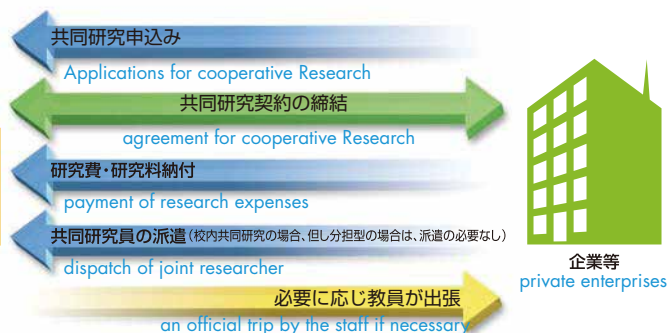 共同研究申込み
Applications for cooperative Research
共同研究契約の締結
agreement for cooperative Research
研究費・研究料納付
payment of research expenses
共同研究員の派遣(校内共同研究の場合、但し分担型の場合は、派遣の必要なし)
dispatch of joint researcher
必要に応じ教員が出張
an official trip by the staff if necessary
企業等
private enterprises